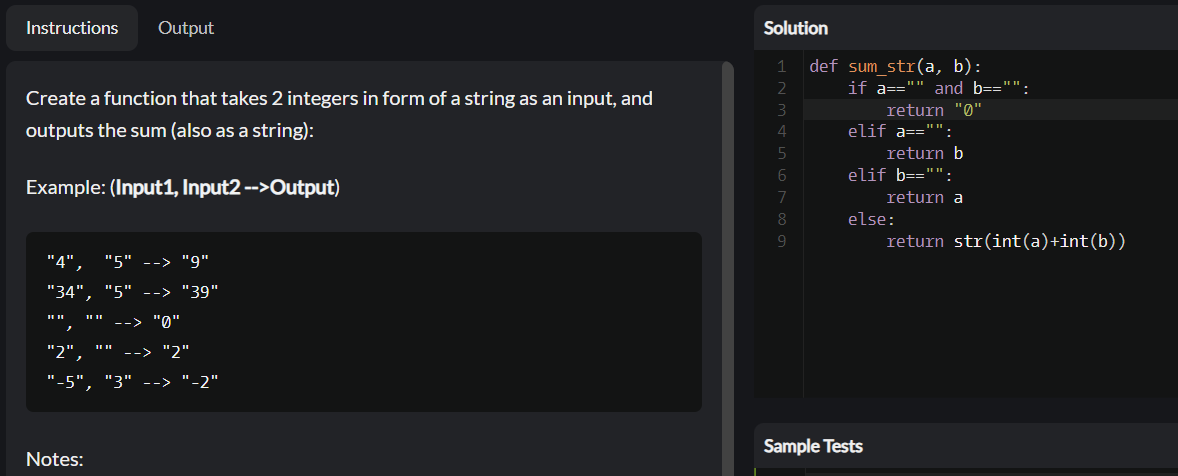 Instructions
Output
Create a function that takes 2 integers in form of a string as an input, and
outputs the sum (also as a string):
Example: (Input1, Input2 -->Output)
"4",  "5" --> "9"
"34", "5" --> "39"
"", "" --> "0"
"2", "" --> "2"
"-5", "3" --> "-2"
Notes:
Solution
1 def sum_str(a, b):
2     if a=="" and b=="":
3         return "0"
4     elif a=="":
5         return b
6     elif b=="":
7         return a
8     else:
9         return str(int(a)+int(b))
Sample Tests